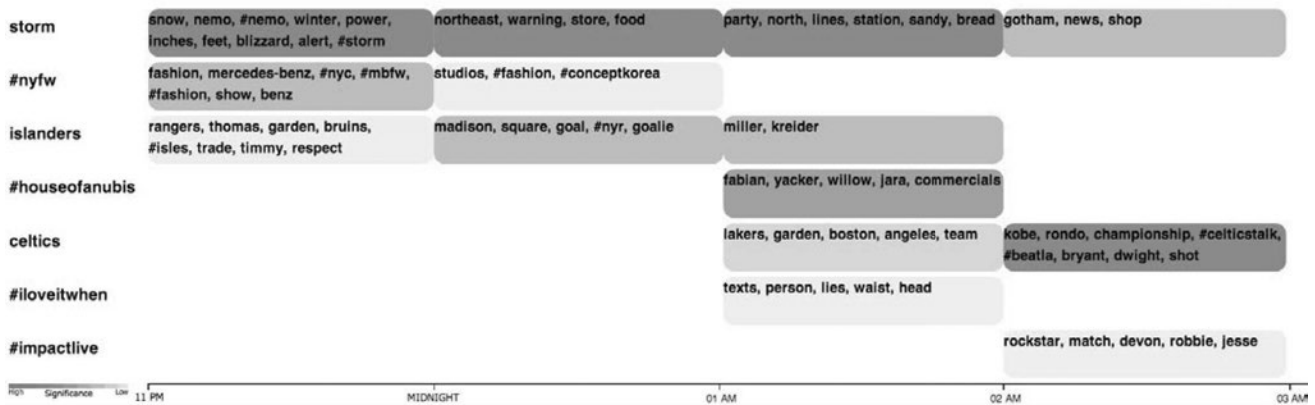 storm
snow, nemo, #nemo, winter, power,
inches, feet, blizzard, alert, #storm
northeast, warning, store, food
party, north, lines, station, sandy, bread
gotham, news, shop
#nyfw
fashion, mercedes-benz, #nyc, #mbfw,
#fashion, show, benz
studios, #fashion, #conceptkorea
islanders
rangers, thomas, garden, bruins,
#isles, trade, timmy, respect
madison, square, goal, #nyr, goalie
miller, kreider
#houseofanubis
fabian, yacker, willow, jara, commercials
celtics
lakers, garden, boston, angeles, team
kobe, rondo, championship, #celticstalk,
#beatla, bryant, dwight, shot
#iloveitwhen
texts, person, lies, waist, head
#impactlive
rockstar, match, devon, robbie, jesse
High Significance Low
11 PM MIDNIGHT 01 AM 02 AM 03 AM